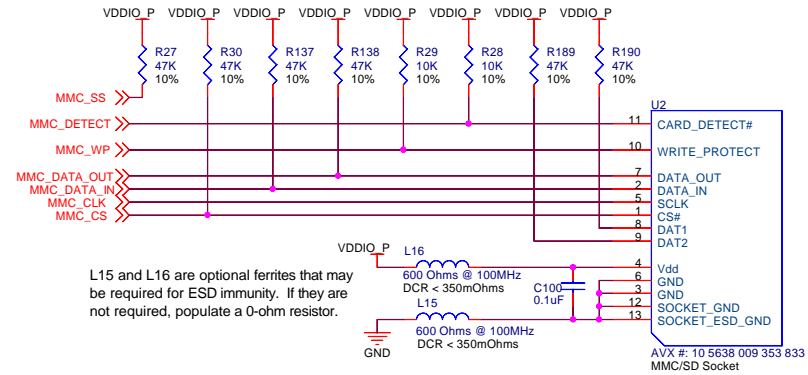 VDDIO_P VDDIO_P VDDIO_P VDDIO_P VDDIO_P VDDIO_P VDDIO_P VDDIO_P
R27 R30 R137 R138 R29 R28 R189 R190
47K 47K 47K 47K 10K 10K 47K 47K
10% 10% 10% 10% 10% 10% 10% 10%
MMC_SS
U2
MMC_DETECT 11 CARD_DETECT#
MMC_WP 10 WRITE_PROTECT
MMC_DATA_OUT 7 DATA_OUT
MMC_DATA_IN 2 DATA_IN
MMC_CLK 5 SCLK
MMC_CS 1 CS#
8 DAT1
9 DAT2
VDDIO_P L16
4 Vdd
600 Ohms @ 100MHz
DCR < 350mOhms
C100
0.1uF
6 GND
3 GND
12 SOCKET_GND
13 SOCKET_ESD_GND
L15 and L16 are optional ferrites that may
be required for ESD immunity. If they are
not required, populate a 0-ohm resistor.
L15
600 Ohms @ 100MHz
DCR < 350mOhms
GND
AVX #: 10 5638 009 353 833
MMC/SD Socket